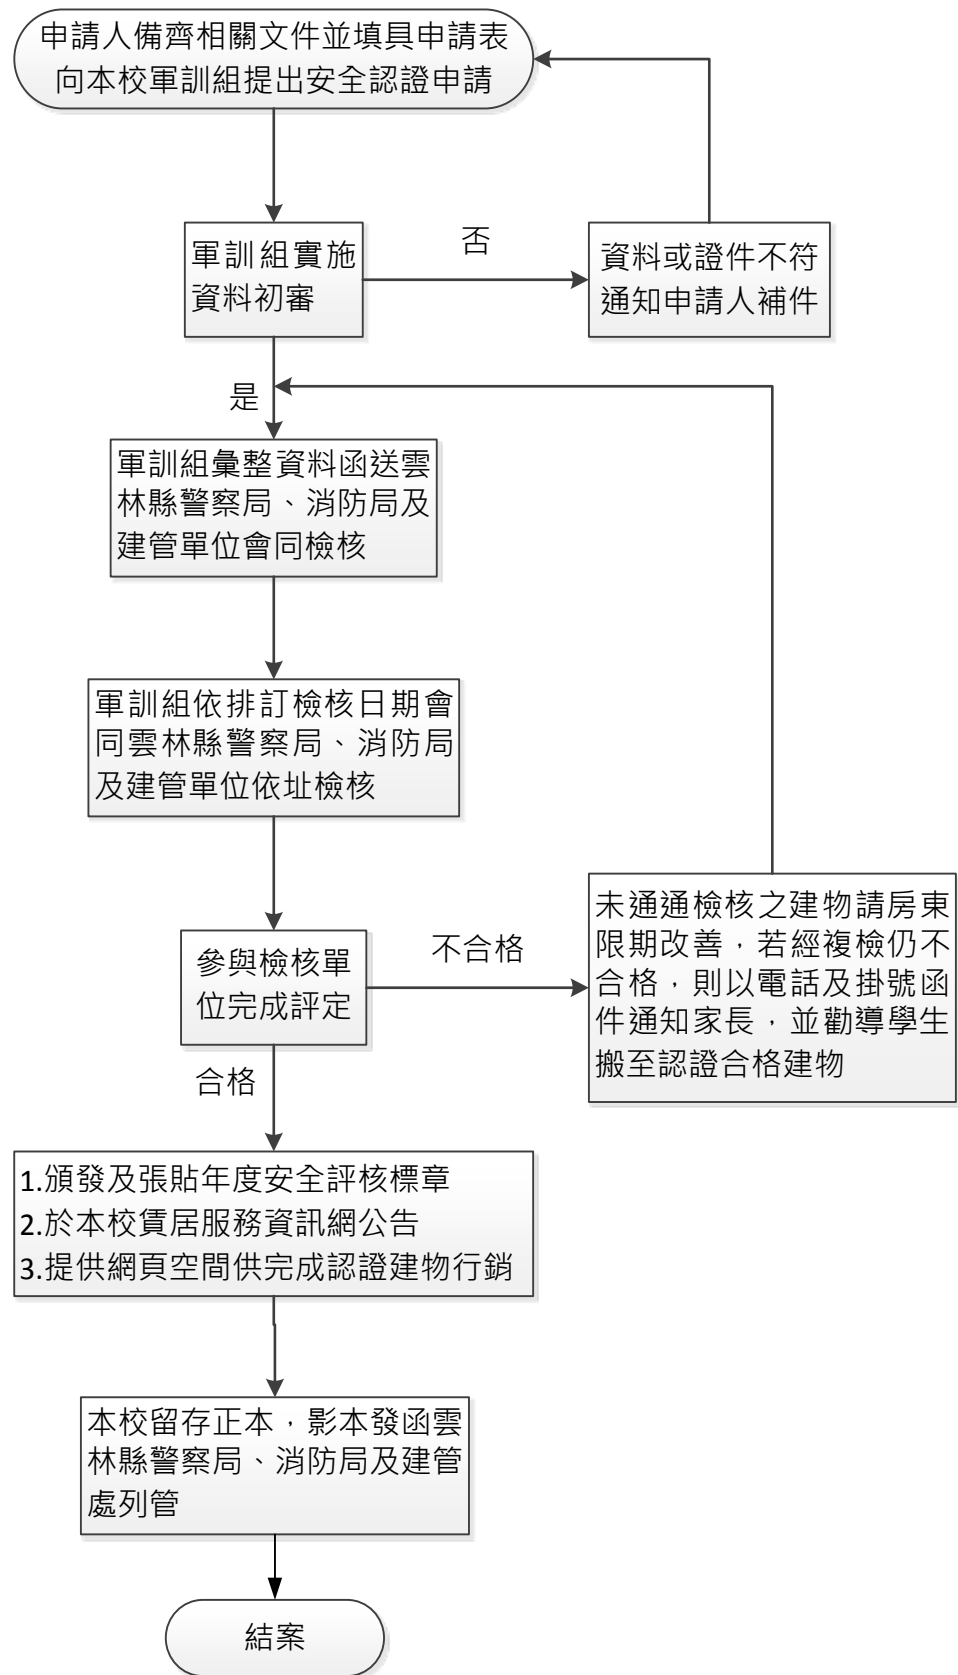 申請人備齊相關文件並填具申請表
向本校軍訓組提出安全認證申請
軍訓組實施
資料初審
否
資料或證件不符
通知申請人補件
是
軍訓組彙整資料函送雲
林縣警察局、消防局及
建管單位會同檢核
軍訓組依排訂檢核日期會
同雲林縣警察局、消防局
及建管單位依址檢核
參與檢核單
位完成評定
不合格
未通通檢核之建物請房東
限期改善，若經複檢仍不
合格，則以電話及掛號函
件通知家長，並勸導學生
搬至認證合格建物
合格
1.頒發及張貼年度安全評核標章
2.於本校賃居服務資訊網公告
3.提供網頁空間供完成認證建物行銷
本校留存正本，影本發函雲
林縣警察局、消防局及建管
處列管
結案